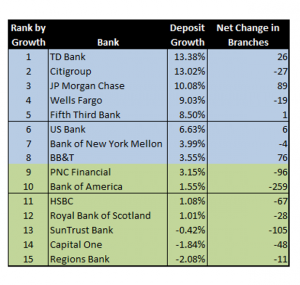 Rank by Growth Bank Deposit Growth Net Change in Branches
1 TD Bank 13.38% 26
2 Citigroup 13.02% -27
3 JP Morgan Chase 10.08% 89
4 Wells Fargo 9.03% -19
5 Fifth Third Bank 8.50% 1
6 US Bank 6.63% 6
7 Bank of New York Mellon 3.99% -4
8 BB&T 3.55% 76
9 PNC Financial 3.15% -96
10 Bank of America 1.55% -259
11 HSBC 1.08% -67
12 Royal Bank of Scotland 1.01% -28
13 SunTrust Bank -0.42% -105
14 Capital One -1.84% -48
15 Regions Bank -2.08% -11